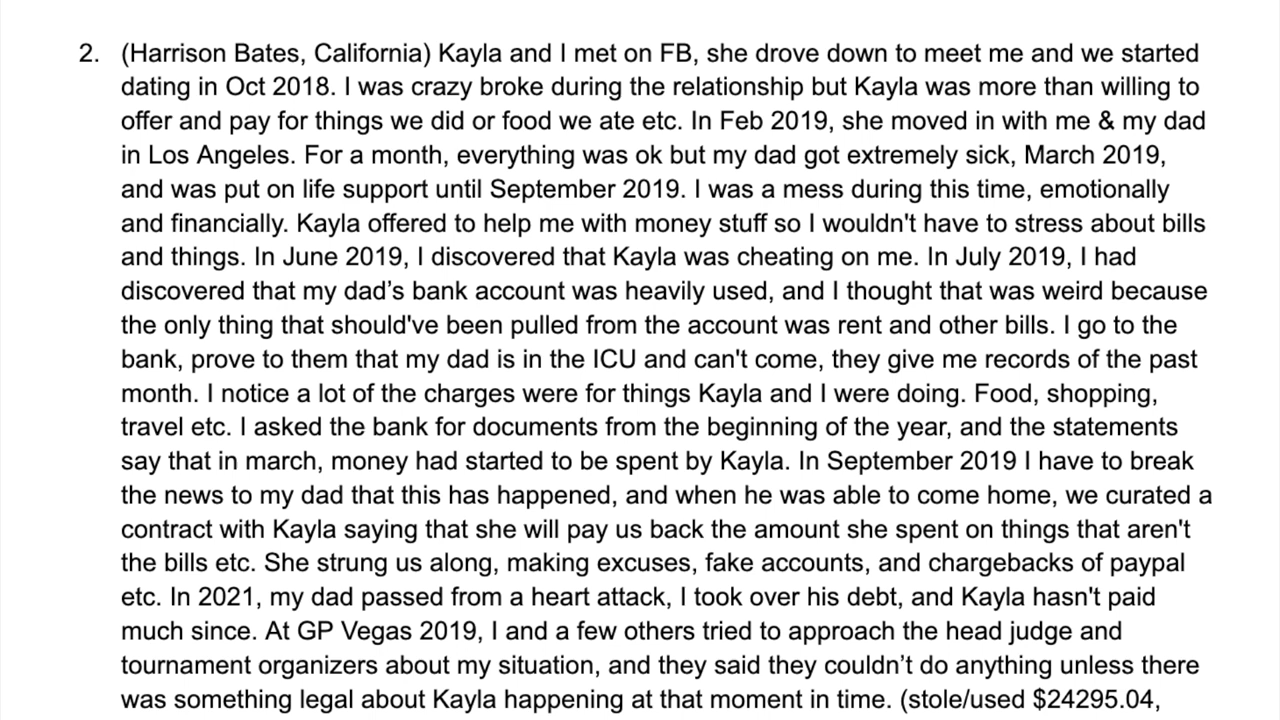 2. (Harrison Bates, California) Kayla and I met on FB, she drove down to meet me and we started
dating in Oct 2018. I was crazy broke during the relationship but Kayla was more than willing to
offer and pay for things we did or food we ate etc. In Feb 2019, she moved in with me & my dad
in Los Angeles. For a month, everything was ok but my dad got extremely sick, March 2019,
and was put on life support until September 2019. I was a mess during this time, emotionally
and financially. Kayla offered to help me with money stuff so I wouldn't have to stress about bills
and things. In June 2019, I discovered that Kayla was cheating on me. In July 2019, I had
discovered that my dad’s bank account was heavily used, and I thought that was weird because
the only thing that should've been pulled from the account was rent and other bills. I go to the
bank, prove to them that my dad is in the ICU and can't come, they give me records of the past
month. I notice a lot of the charges were for things Kayla and I were doing. Food, shopping,
travel etc. I asked the bank for documents from the beginning of the year, and the statements
say that in march, money had started to be spent by Kayla. In September 2019 I have to break
the news to my dad that this has happened, and when he was able to come home, we curated a
contract with Kayla saying that she will pay us back the amount she spent on things that aren't
the bills etc. She strung us along, making excuses, fake accounts, and chargebacks of paypal
etc. In 2021, my dad passed from a heart attack, I took over his debt, and Kayla hasn't paid
much since. At GP Vegas 2019, I and a few others tried to approach the head judge and
tournament organizers about my situation, and they said they couldn’t do anything unless there
was something legal about Kayla happening at that moment in time. (stole/used $24295.04,